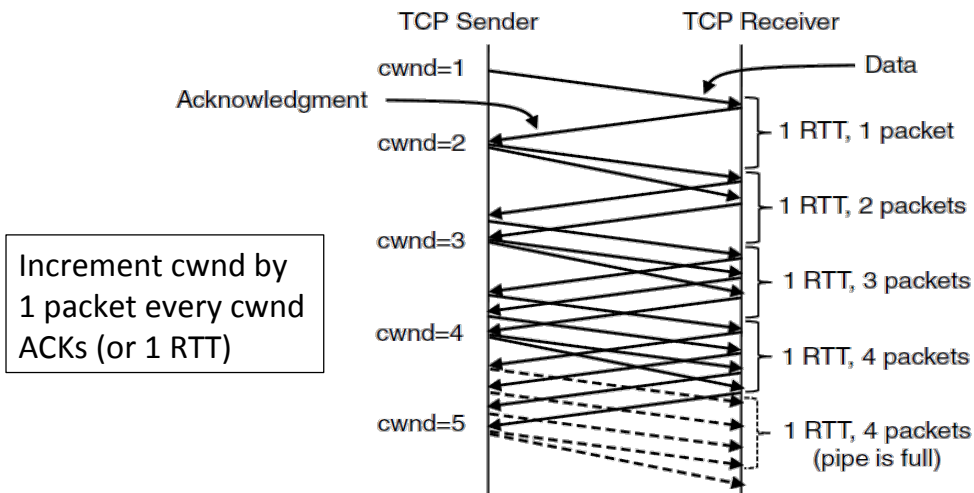 TCP Sender
TCP Receiver
cwnd=1
Data
Acknowledgment
1 RTT, 1 packet
cwnd=2
1 RTT, 2 packets
cwnd=3
Increment cwnd by
1 packet every cwnd
ACKs (or 1 RTT)
1 RTT, 3 packets
cwnd=4
1 RTT, 4 packets
cwnd=5
1 RTT, 4 packets
(pipe is full)